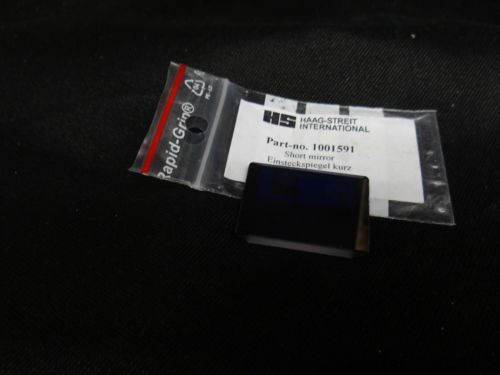 Rapid-Grip®
HS HAAG-STREIT
INTERNATIONAL
Part-no. 1001591
Short mirror
Einsteckspiegel kurz